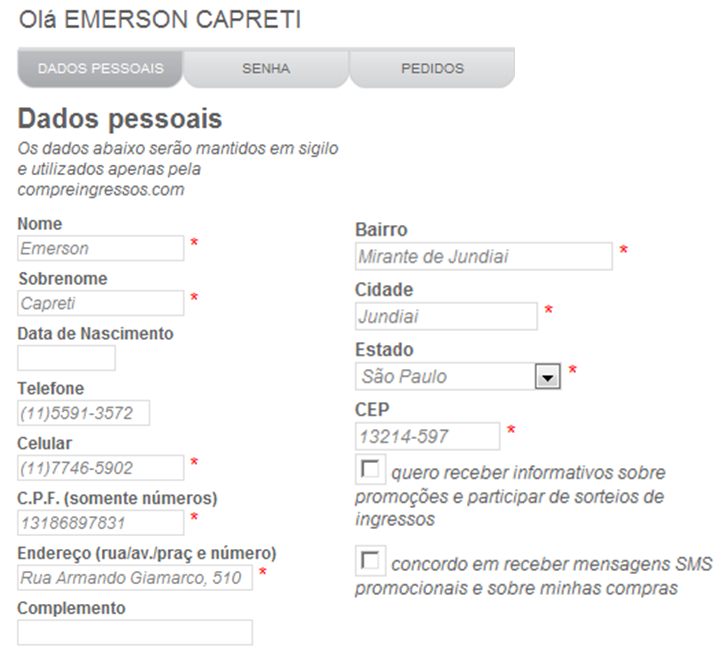 Olá EMERSON CAPRETI
DADOS PESSOAIS SENHA PEDIDOS
Dados pessoais
Os dados abaixo serão mantidos em sigilo
e utilizados apenas pela
compreingressos.com
Nome
Emerson *
Sobrenome
Capreti *
Data de Nascimento
Telefone
(11)5591-3572
Celular
(11)7746-5902 *
C.P.F. (somente números)
13186897831 *
Endereço (rua/av./praç e número)
Rua Armando Giamarco, 510 *
Complemento
Bairro
Mirante de Jundiai *
Cidade
Jundiai *
Estado
São Paulo *
CEP
13214-597 *
quero receber informativos sobre
promoções e participar de sorteios de
ingressos
concordo em receber mensagens SMS
promocionais e sobre minhas compras